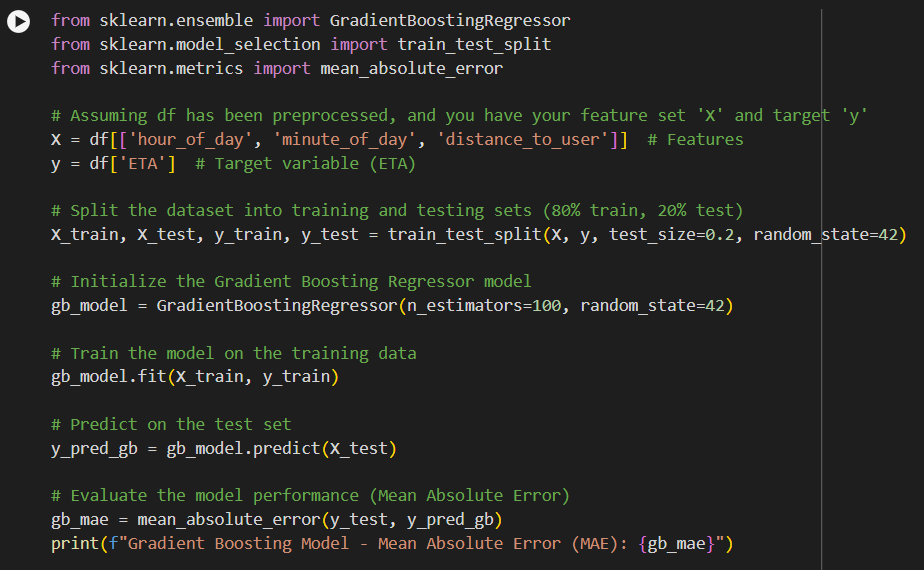 from sklearn.ensemble import GradientBoostingRegressor
from sklearn.model_selection import train_test_split
from sklearn.metrics import mean_absolute_error
# Assuming df has been preprocessed, and you have your feature set 'X' and target 'y'
X = df[['hour_of_day', 'minute_of_day', 'distance_to_user']]  # Features
y = df['ETA']  # Target variable (ETA)
# Split the dataset into training and testing sets (80% train, 20% test)
X_train, X_test, y_train, y_test = train_test_split(X, y, test_size=0.2, random_state=42)
# Initialize the Gradient Boosting Regressor model
gb_model = GradientBoostingRegressor(n_estimators=100, random_state=42)
# Train the model on the training data
gb_model.fit(X_train, y_train)
# Predict on the test set
y_pred_gb = gb_model.predict(X_test)
# Evaluate the model performance (Mean Absolute Error)
gb_mae = mean_absolute_error(y_test, y_pred_gb)
print(f"Gradient Boosting Model - Mean Absolute Error (MAE): {gb_mae}")